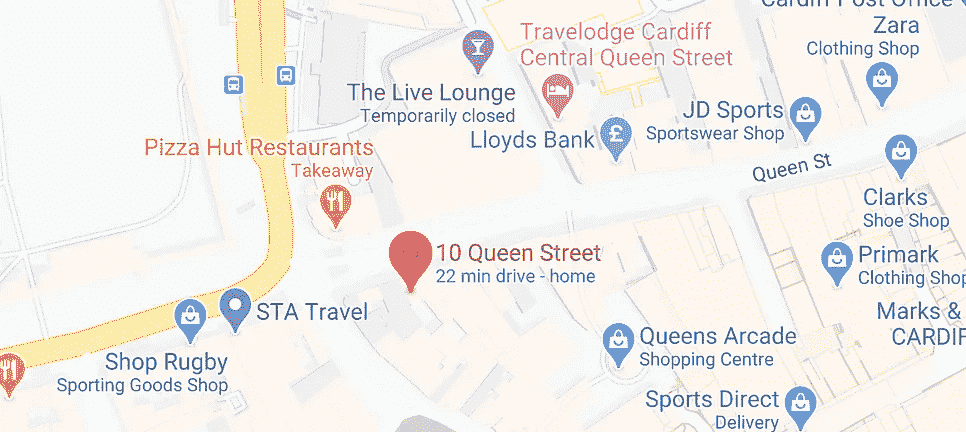 Cardiff Post Office
Zara
Clothing Shop
Travelodge Cardiff
Central Queen Street
The Live Lounge
Temporarily closed
JD Sports
Sportswear Shop
Lloyds Bank
Pizza Hut Restaurants
Takeaway
Queen St
Clarks
Shoe Shop
10 Queen Street
22 min drive - home
Primark
Clothing Shop
STA Travel
Marks &
CARDIF
Queens Arcade
Shopping Centre
Shop Rugby
Sporting Goods Shop
Sports Direct
Delivery